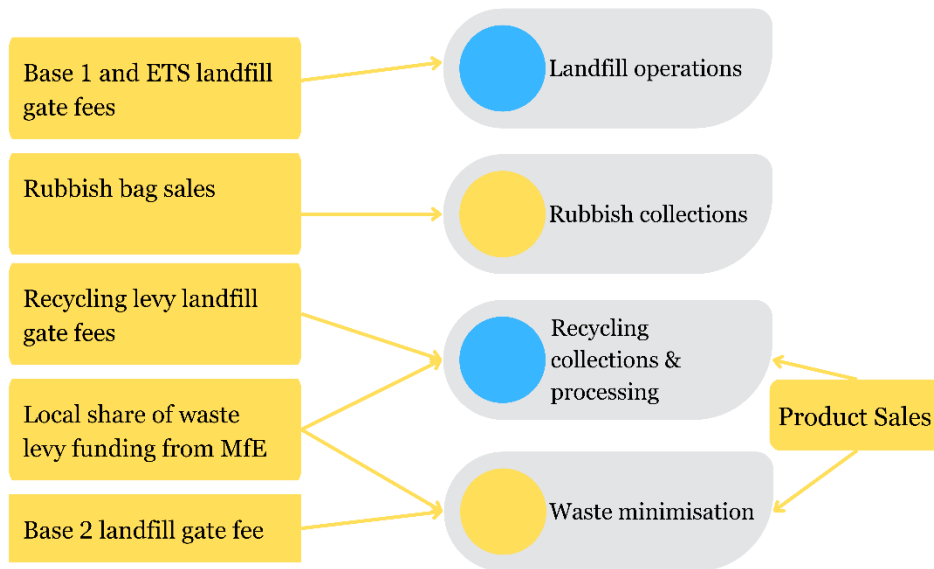 Base 1 and ETS landfill
gate fees
Landfill operations
Rubbish bag sales
Rubbish collections
Recycling levy landfill
gate fees
Recycling
collections &
processing
Local share of waste
levy funding from MfE
Product Sales
Base 2 landfill gate fee
Waste minimisation